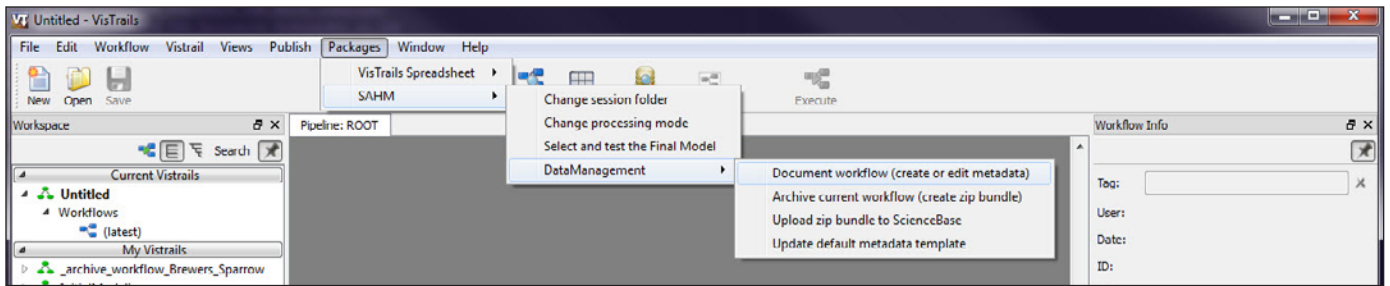 VT Untitled - VisTrails
File Edit Workflow Vistrail Views Publish Packages Window Help
VisTrails Spreadsheet
SAHM
New Open Save
Execute
Change session folder
Change processing mode
Select and test the Final Model
DataManagement
Document workflow (create or edit metadata)
Archive current workflow (create zip bundle)
Upload zip bundle to ScienceBase
Update default metadata template
Workspace
Search
Current Vistrails
Untitled
Workflows
(latest)
My Vistrails
_archive_workflow_Brewers_Sparrow
Pipeline: ROOT
Workflow Info
Tag:
User:
Date:
ID: